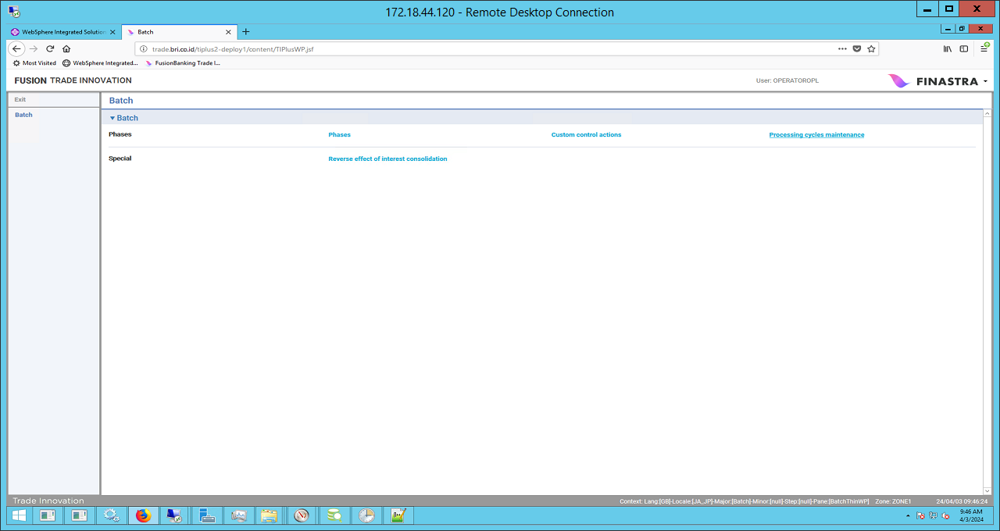 172.18.44.120 - Remote Desktop Connection
WebSphere Integrated Solution
Batch
trade.bri.co.id/tiplus2-deploy1/content/TIPlusWP.jsf
Most Visited
WebSphere Integrated...
FusionBanking Trade I...
FUSION TRADE INNOVATION
User: OPERATOROPL
FINASTRA
Exit
Batch
Batch
Batch
Phases
Phases
Custom control actions
Processing cycles maintenance
Special
Reverse effect of interest consolidation
Trade Innovation
Context: Lang:[GB]-Locale:[JA_JP]-Major:[Batch]-Minor:[null]-Step:[null]-Pane:[BatchThinWP]
Zone: ZONE1
24/04/03 09:46:24
9:46 AM
4/3/2024